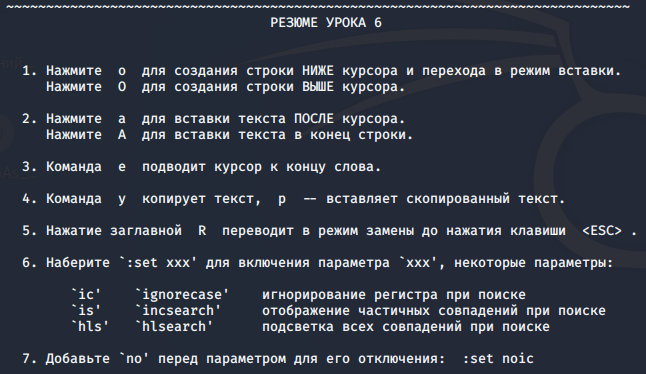 ~~~~~~~~~~~~~~~~~~~~~~~~~~~~~~~~~~~~~~~~~~~~~~~~~~~~~~~~~~~~~~~~~~~~~~~~~~~~~~
РЕЗЮМЕ УРОКА 6
1. Нажмите o для создания строки НИЖЕ курсора и перехода в режим вставки.
Нажмите O для создания строки ВЫШЕ курсора.
2. Нажмите a для вставки текста ПОСЛЕ курсора.
Нажмите A для вставки текста в конец строки.
3. Команда e подводит курсор к концу слова.
4. Команда y копирует текст, p -- вставляет скопированный текст.
5. Нажатие заглавной R переводит в режим замены до нажатия клавиши <ESC> .
6. Наберите `:set xxx' для включения параметра `xxx', некоторые параметры:
`ic' `ignorecase' игнорирование регистра при поиске
`is' `incsearch' отображение частичных совпадений при поиске
`hls' `hlsearch' подсветка всех совпадений при поиске
7. Добавьте `no' перед параметром для его отключения: :set noic